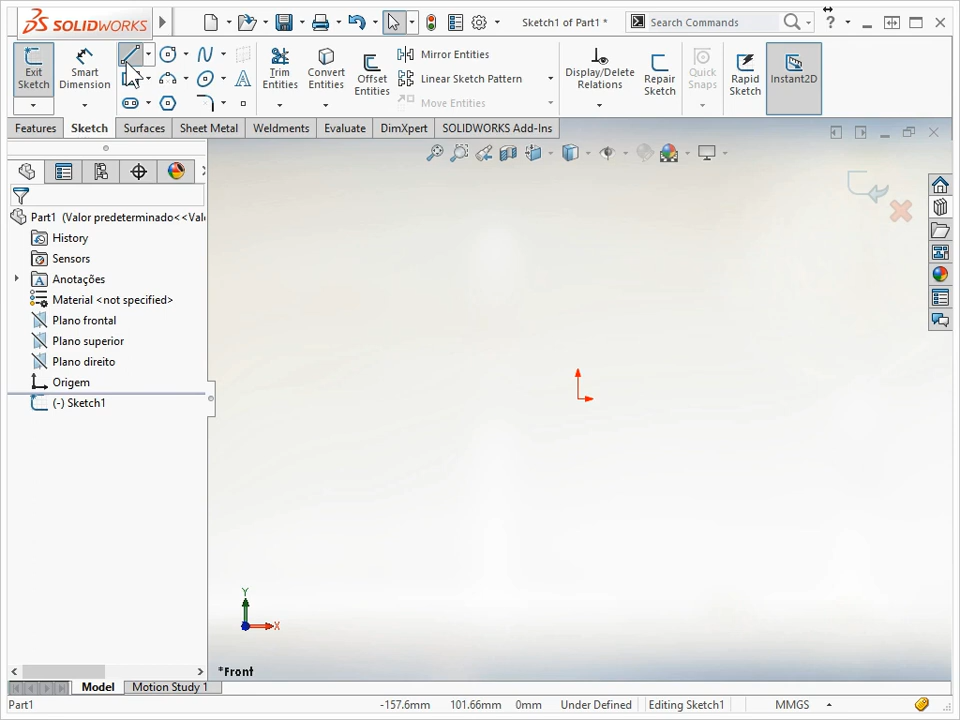 SOLIDWORKS
Sketch1 of Part1 *
Search Commands
?
Exit
Sketch
Smart
Dimension
Trim
Entities
Convert
Entities
Offset
Entities
Mirror Entities
Linear Sketch Pattern
Move Entities
Display/Delete
Relations
Repair
Sketch
Quick
Snaps
Rapid
Sketch
Instant2D
Features
Sketch
Surfaces
Sheet Metal
Weldments
Evaluate
DimXpert
SOLIDWORKS Add-Ins
Part1 (Valor predeterminado<<Val
History
Sensors
Anotações
Material <not specified>
Plano frontal
Plano superior
Plano direito
Origem
(-) Sketch1
Y
X
*Front
Model
Motion Study 1
Part1
-157.6mm
101.66mm
0mm
Under Defined
Editing Sketch1
MMGS